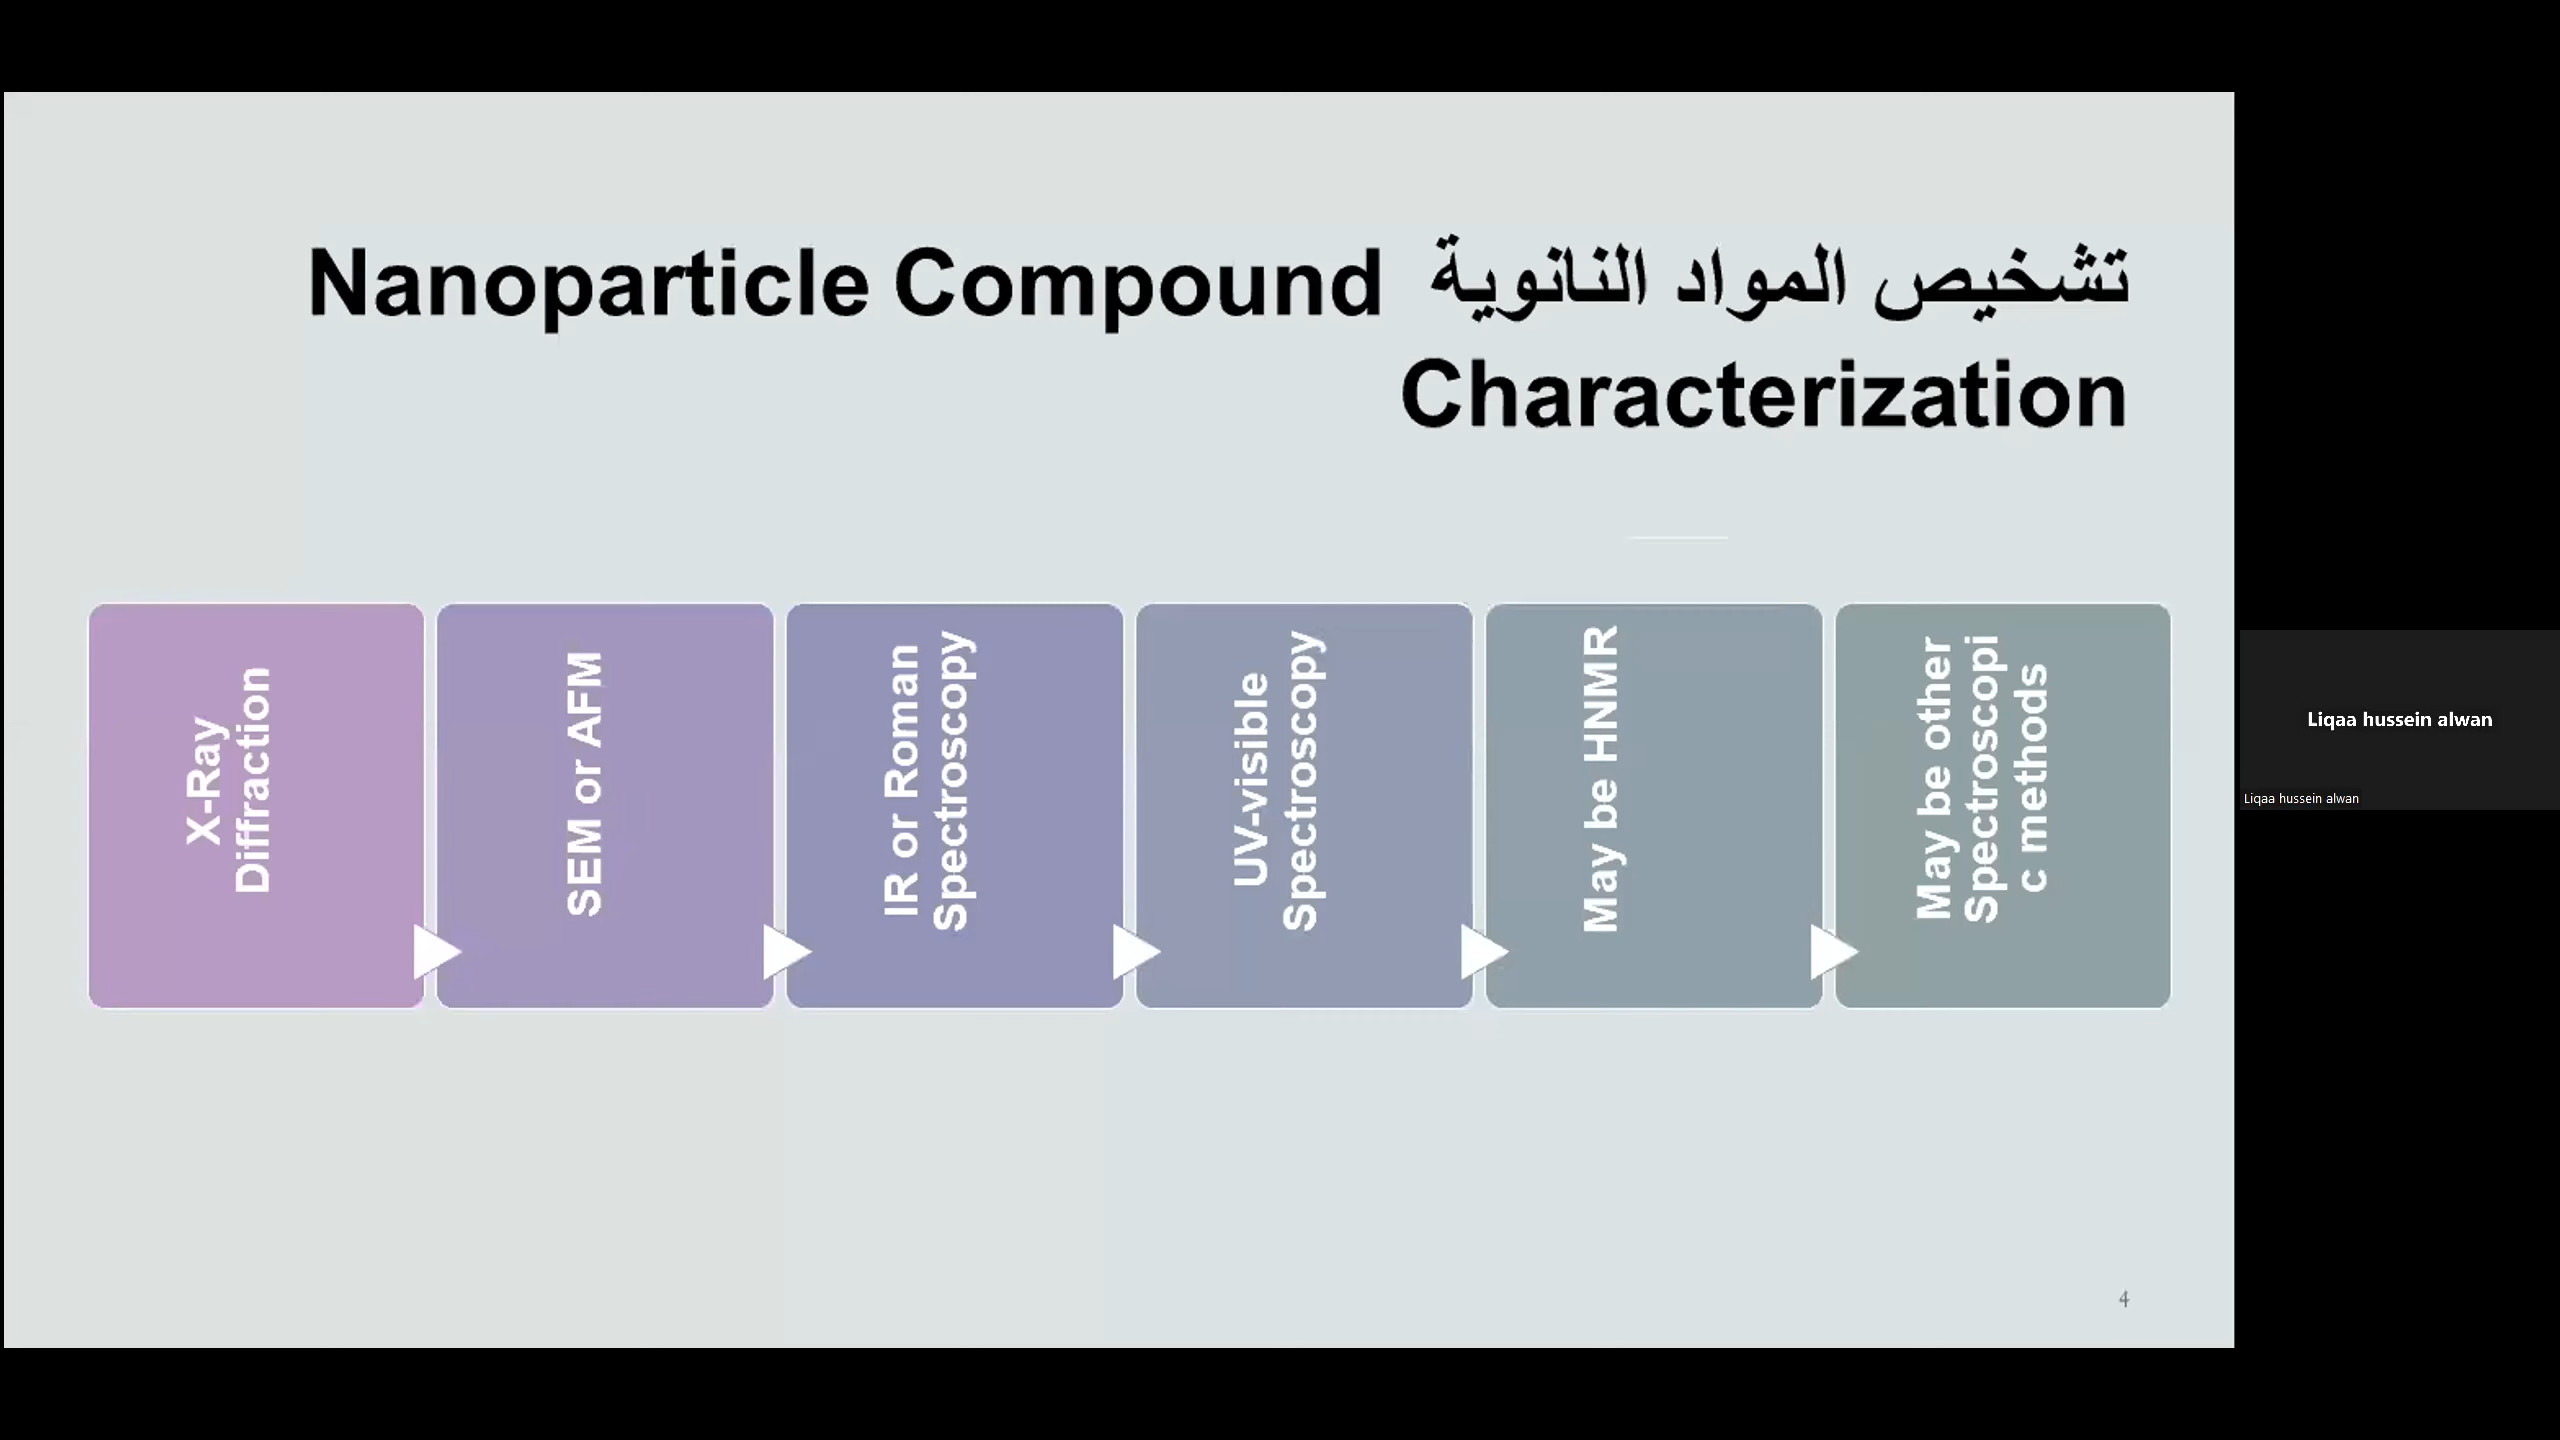 تشخيص المواد النانوية Nanoparticle Compound
Characterization
X-Ray
Diffraction
SEM or AFM
IR or Roman
Spectroscopy
UV-visible
Spectroscopy
May be HNMR
May be other
Spectroscopi
c methods
4
Liqaa hussein alwan
Liqaa hussein alwan